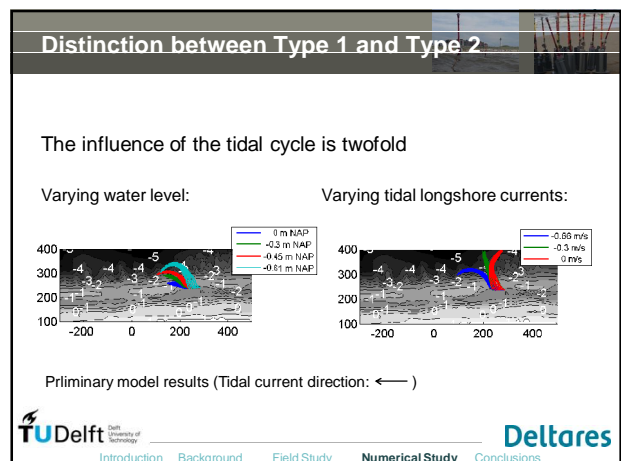 Distinction between Type 1 and Type 2
The influence of the tidal cycle is twofold
Varying water level:
Varying tidal longshore currents:
0 m NAP
-0.3 m NAP
-0.45 m NAP
-0.61 m NAP
400
300
200
100
-200 0 200 400
-0.66 m/s
-0.3 m/s
0 m/s
400
300
200
100
-200 0 200 400
Prliminary model results (Tidal current direction: ← )
TUDelft Delft University of Technology
Deltares
Introduction Background Field Study Numerical Study Conclusions